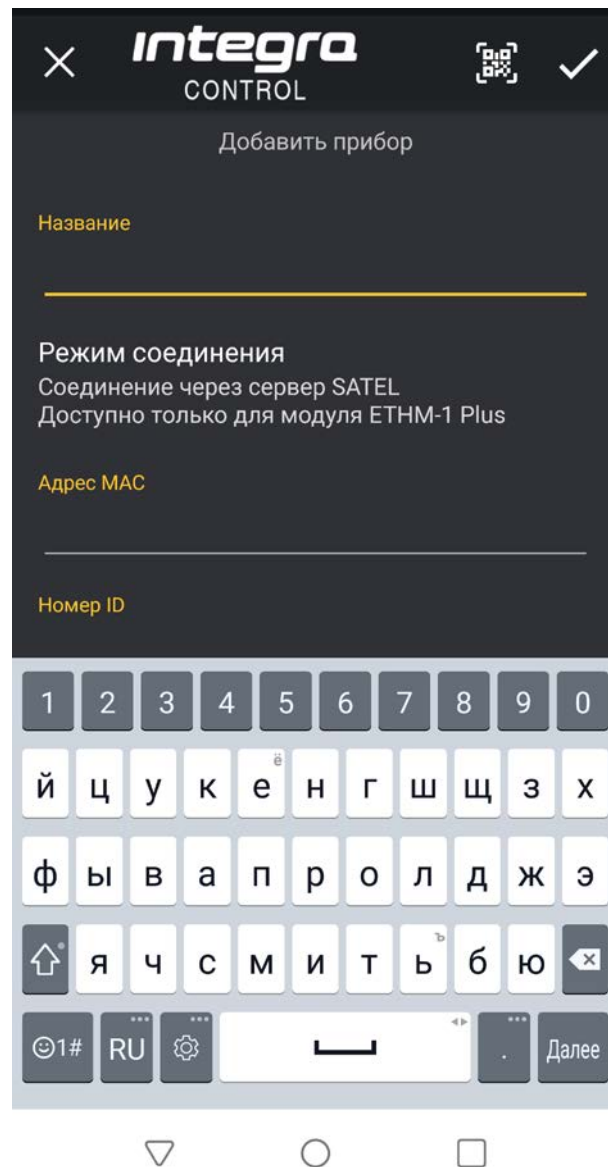 Integra
CONTROL
Добавить прибор
Название
Режим соединения
Соединение через сервер SATEL
Доступно только для модуля ETHM-1 Plus
Адрес MAC
Номер ID
1 2 3 4 5 6 7 8 9 0
й ц у к е ё н г ш щ з х
ф ы в а п р о л д ж э
я ч с м и т ь ъ б ю
1# RU . Далее